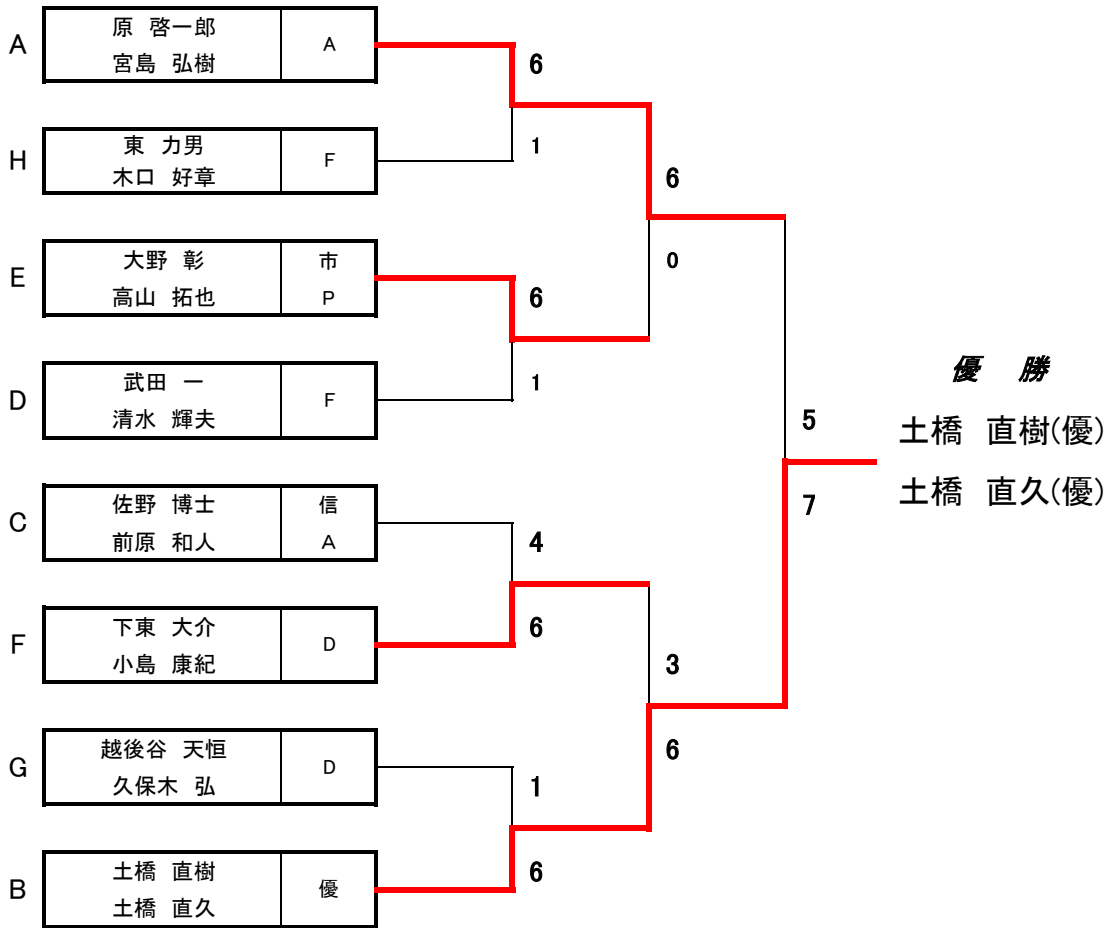 A
原 啓一郎
宮島 弘樹
A
6
H
東 力男
木口 好章
F
1
6
E
大野 彰
高山 拓也
市
P
0
6
D
武田 一
清水 輝夫
F
1
優 勝
5
土橋 直樹(優)
7
土橋 直久(優)
C
佐野 博士
前原 和人
信
A
4
F
下東 大介
小島 康紀
D
6
3
G
越後谷 天恒
久保木 弘
D
1
6
B
土橋 直樹
土橋 直久
優
6